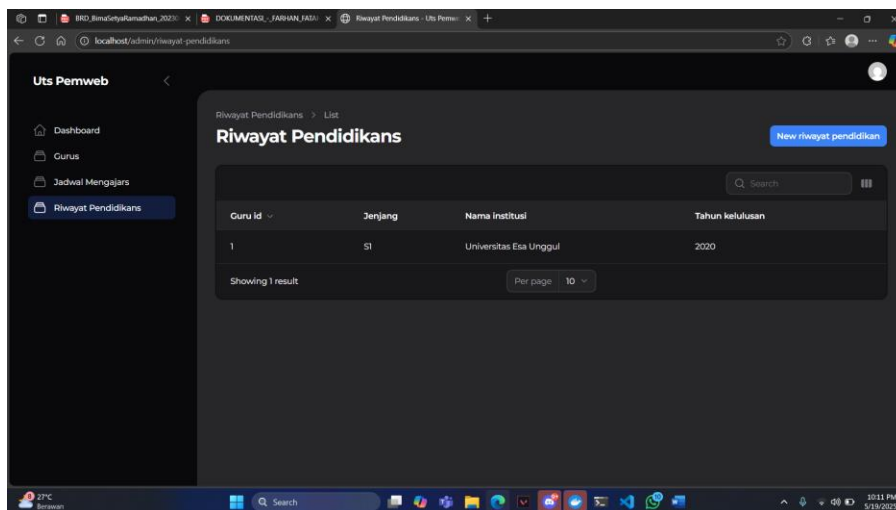 BRD_BimaSetyaRamadhan_2023
DOKUMENTASI_-_FARHAN_FATA
Riwayat Pendidikans - Uts Pemw
localhost/admin/riwayat-pendidikans
Uts Pemweb
Dashboard
Gurus
Jadwal Mengajars
Riwayat Pendidikans
Riwayat Pendidikans > List
Riwayat Pendidikans
New riwayat pendidikan
Search
Guru id Jenjang Nama institusi Tahun kelulusan
1 S1 Universitas Esa Unggul 2020
Showing 1 result
Per page 10
27°C
Berawan
Search
10:11 PM
5/19/2025